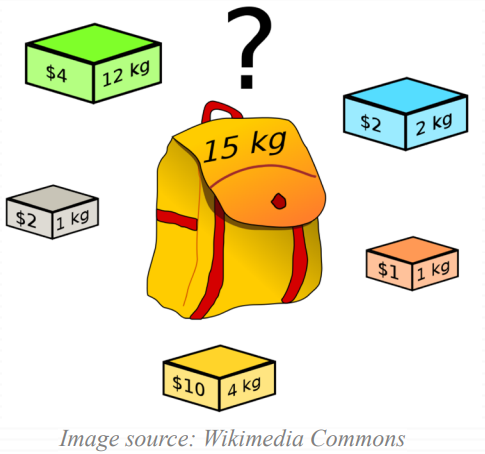 ?
$4 12 kg
15 kg
$2 2 kg
$2 1 kg
$1 1 kg
$10 4 kg
Image source: Wikimedia Commons